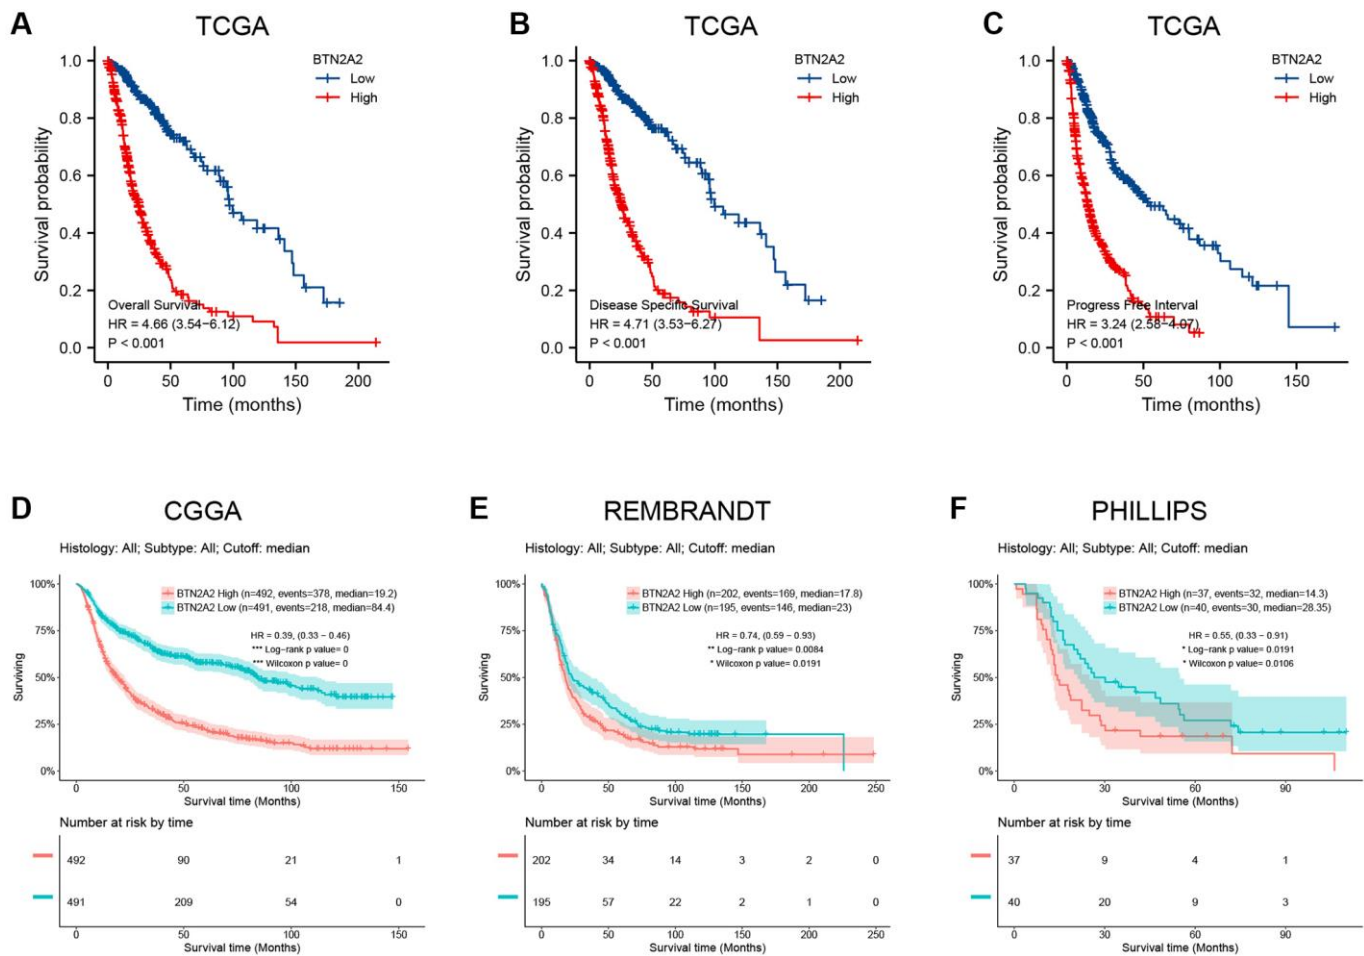 A
TCGA
BTN2A2
Low
High
Survival probability
1.0
0.8
0.6
0.4
0.2
0.0
Overall Survival
HR = 4.66 (3.54−6.12)
P < 0.001
0 50 100 150 200
Time (months)
B
TCGA
BTN2A2
Low
High
Survival probability
1.0
0.8
0.6
0.4
0.2
0.0
Disease Specific Survival
HR = 4.71 (3.53−6.27)
P < 0.001
0 50 100 150 200
Time (months)
C
TCGA
BTN2A2
Low
High
Survival probability
1.0
0.8
0.6
0.4
0.2
0.0
Progress Free Interval
HR = 3.24 (2.58−4.07)
P < 0.001
0 50 100 150
Time (months)
D
CGGA
Histology: All; Subtype: All; Cutoff: median
BTN2A2 High (n=492, events=378, median=19.2)
BTN2A2 Low (n=491, events=218, median=84.4)
HR = 0.39, (0.33 − 0.46)
*** Log−rank p value= 0
*** Wilcoxon p value= 0
Surviving
100%
75%
50%
25%
0%
0 50 100 150
Survival time (Months)
Number at risk by time
492 90 21 1
491 209 54 0
0 50 100 150
Survival time (Months)
E
REMBRANDT
Histology: All; Subtype: All; Cutoff: median
BTN2A2 High (n=202, events=169, median=17.8)
BTN2A2 Low (n=195, events=146, median=23)
HR = 0.74, (0.59 − 0.93)
** Log−rank p value= 0.0084
* Wilcoxon p value= 0.0191
Surviving
100%
75%
50%
25%
0%
0 50 100 150 200 250
Survival time (Months)
Number at risk by time
202 34 14 3 2 0
195 57 22 2 1 0
0 50 100 150 200 250
Survival time (Months)
F
PHILLIPS
Histology: All; Subtype: All; Cutoff: median
BTN2A2 High (n=37, events=32, median=14.3)
BTN2A2 Low (n=40, events=30, median=28.35)
HR = 0.55, (0.33 − 0.91)
* Log−rank p value= 0.0191
* Wilcoxon p value= 0.0106
Surviving
100%
75%
50%
25%
0%
0 30 60 90
Survival time (Months)
Number at risk by time
37 9 4 1
40 20 9 3
0 30 60 90
Survival time (Months)